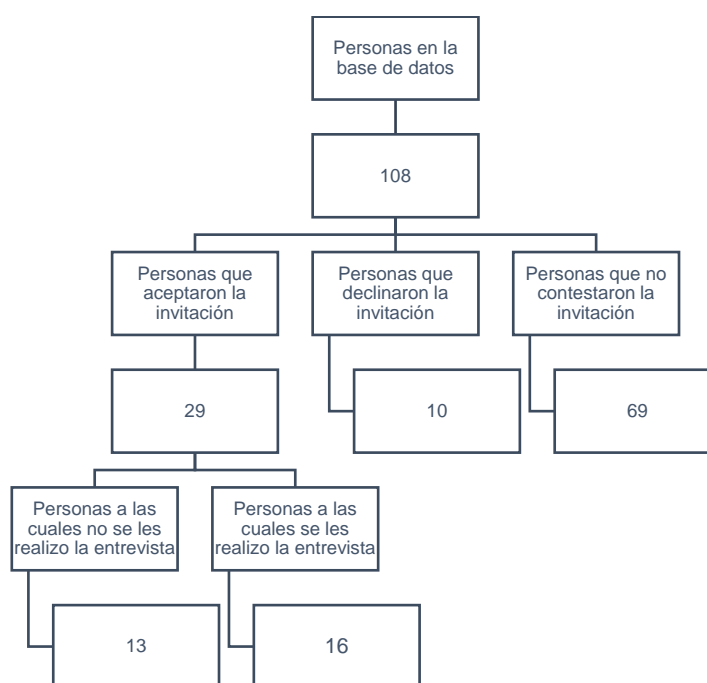 Personas en la
base de datos
108
Personas que
aceptaron la
invitación
Personas que
declinaron la
invitación
Personas que no
contestaron la
invitación
29
10
69
Personas a las
cuales no se les
realizo la entrevista
Personas a las
cuales se les
realizo la entrevista
13
16